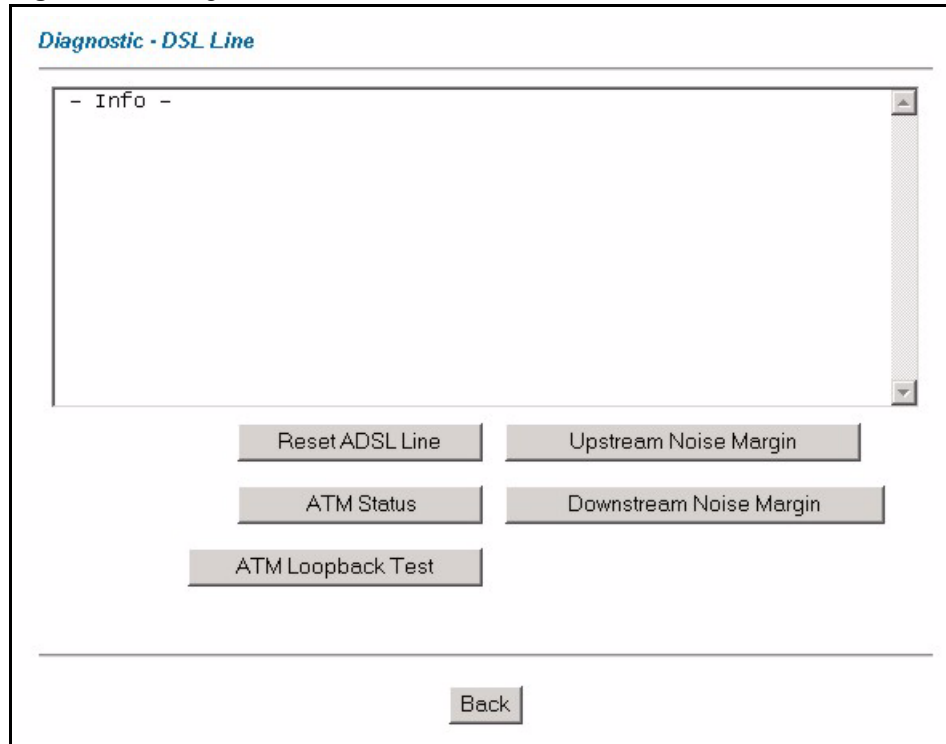 Diagnostic - DSL Line
- Info -
Reset ADSL Line
Upstream Noise Margin
ATM Status
Downstream Noise Margin
ATM Loopback Test
Back